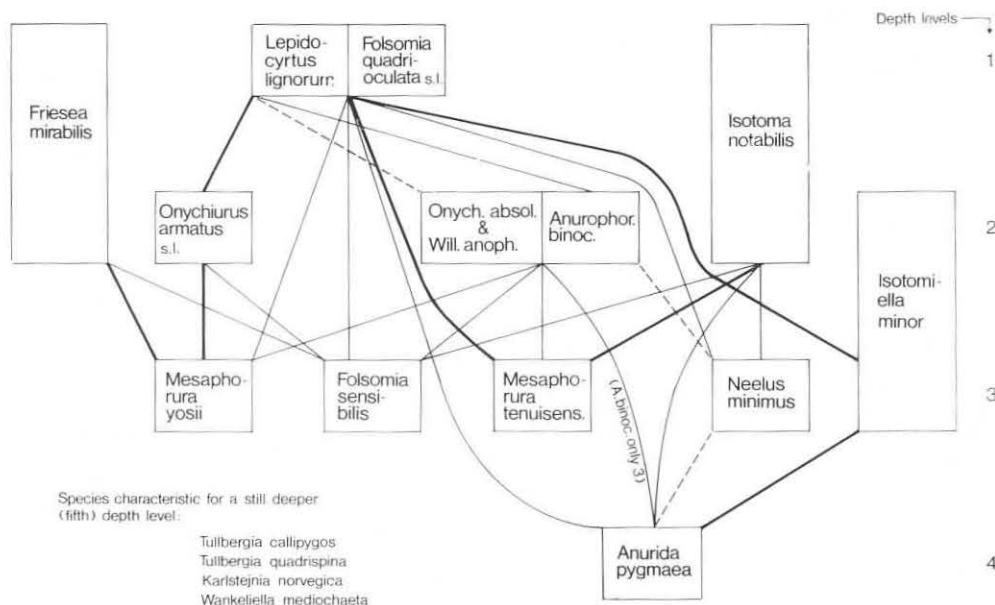 Depth levels
1
Lepido-
cyrtus
lignorum
Folsomia
quadri-
oculata s.l.
Friesea
mirabilis
Isotoma
notabilis
2
Onychiurus
armatus
s.l.
Onych. absol.
&
Will. anoph.
Anurophor.
binoc.
Isotomi-
ella
minor
3
Mesapho-
rura
yosii
Folsomia
sensi-
bilis
Mesapho-
rura
tenuisens.
(A.binoc.only 3)
Neelus
minimus
Species characteristic for a still deeper
(fifth) depth level:
Tullbergia callipygos
Tullbergia quadrispina
Karlstejnia norvegica
Wankeliella mediochaeta
Anurida
pygmaea
4